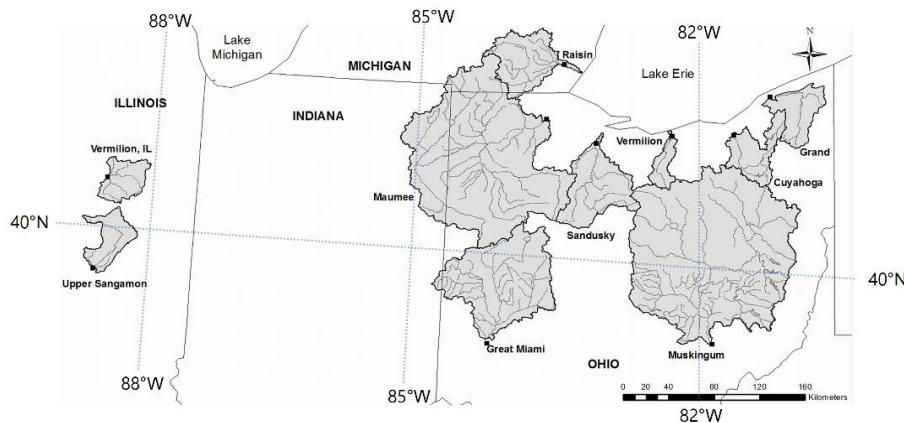 88°W
85°W
82°W
N
Lake
Michigan
MICHIGAN
Raisin
Lake Erie
ILLINOIS
INDIANA
Vermilion, IL
Vermilion
Grand
Cuyahoga
Maumee
40°N
Sandusky
Upper Sangamon
40°N
Great Miami
Muskingum
OHIO
88°W
85°W
0 10 20 40 80 120 160
Kilometers
82°W